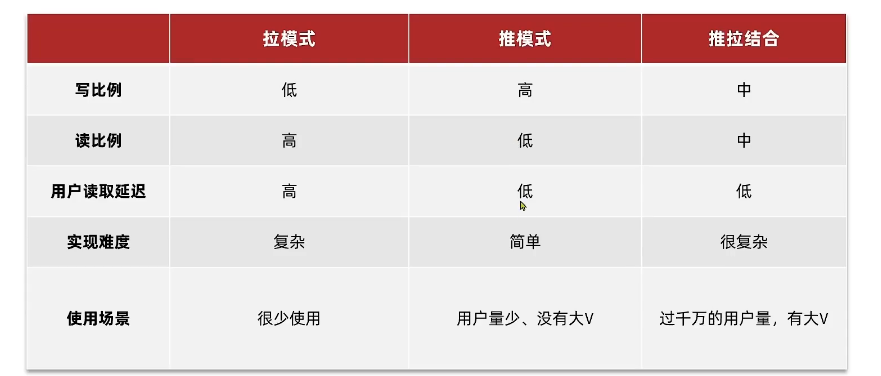 拉模式 推模式 推拉结合
写比例 低 高 中
读比例 高 低 中
用户读取延迟 高 低 低
实现难度 复杂 简单 很复杂
使用场景 很少使用 用户量少、没有大V 过千万的用户量，有大V